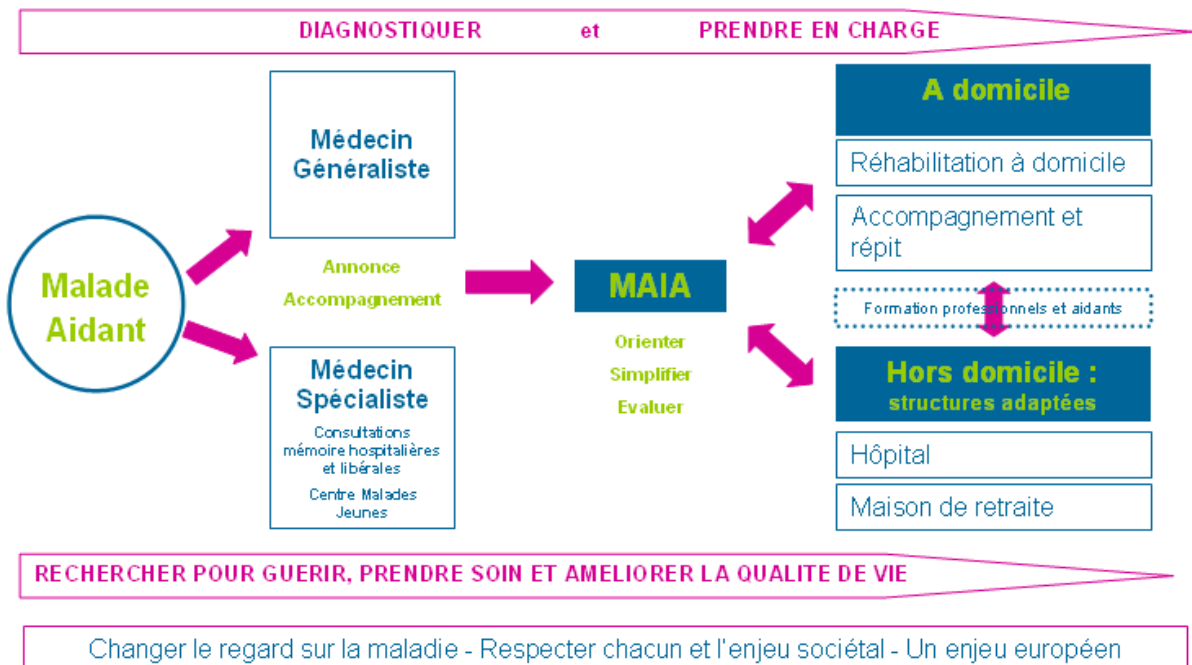 DIAGNOSTIQUER et PRENDRE EN CHARGE
Malade
Aidant
Médecin
Généraliste
Annonce
Accompagnement
Médecin
Spécialiste
Consultations
mémoire hospitalières
et libérales
Centre Malades
Jeunes
MAIA
Orienter
Simplifier
Evaluer
A domicile
Réhabilitation à domicile
Accompagnement et
répit
Formation professionnels et aidants
Hors domicile :
structures adaptées
Hôpital
Maison de retraite
RECHERCHER POUR GUERIR, PRENDRE SOIN ET AMELIORER LA QUALITE DE VIE
Changer le regard sur la maladie - Respecter chacun et l'enjeu sociétal - Un enjeu européen